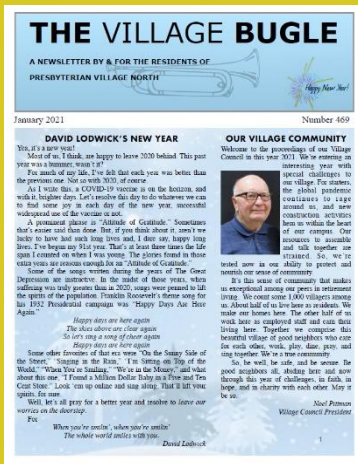 THE VILLAGE BUGLE
A NEWSLETTER BY & FOR THE RESIDENTS OF
PRESBYTERIAN VILLAGE NORTH
Happy New Year!
January 2021
Number 469
DAVID LODWICK'S NEW YEAR
Yes, it's a new year!
Most of us, I think, are happy to leave 2020 behind. This past
year was a bummer, wasn't it?
For much of my life, I've felt that each year was better than
the previous one. Not so with 2020, of course.
As I write this, a COVID-19 vaccine is on the horizon, and
with it, brighter days. Let's resolve this day to do whatever we can
to find some joy in each day of the new year, successful
widespread use of the vaccine or not.
A prominent phrase is "Attitude of Gratitude." Sometimes
that's easier said than done. But, if you think about it, aren't we
lucky to have had such long lives and, I dare say, happy long
lives. I've begun my 91st year. That's at least three times the life
span I counted on when I was young. The glories found in those
extra years are reasons enough for an "Attitude of Gratitude."
Some of the songs written during the years of The Great
Depression are instructive. In the midst of those years, when
suffering was truly greater than in 2020, songs were penned to lift
the spirits of the population. Franklin Roosevelt's theme song for
his 1932 Presidential campaign was "Happy Days Are Here
Again."
Happy days are here again
The skies above are clear again
So let's sing a song of cheer again
Happy days are here again
Some other favorites of that era were "On the Sunny Side of
the Street," "Singing in the Rain," "I'm Sitting on Top of the
World," "When You're Smiling," "We're in the Money," and what
about this one, "I Found a Million Dollar Baby in a Five and Ten
Cent Store." Look 'em up online and sing along. That'll lift your
spirits, for sure.
Well, let's all pray for a better year and resolve to leave our
worries on the doorstep.
For
When you're smilin', when you're smilin'
The whole world smiles with you.
David Lodwick
OUR VILLAGE COMMUNITY
Welcome to the proceedings of our Village
Council in this year 2021. We're entering an
interesting year with
special challenges to
our village. For starters,
the global pandemic
continues to rage
around us, and new
construction activities
hem us within the heart
of our campus. Our
resources to assemble
and talk together are
strained. So, we're
tested now in our ability to protect and
nourish our sense of community.
It's this sense of community that makes
us exceptional among our peers in retirement
living. We count some 1,000 villagers among
us. About half of us live here as residents. We
make our homes here. The other half of us
work here as employed staff and earn their
living here. Together we comprise this
beautiful village of good neighbors who care
for each other, work, play, dine, pray, and
sing together. We're a true community.
So, be well, be safe, and be secure. Be
good neighbors all, abiding here and now
through this year of challenges, in faith, in
hope, and in charity with each other. May it
be so.
Noel Pittman
Village Council President
1